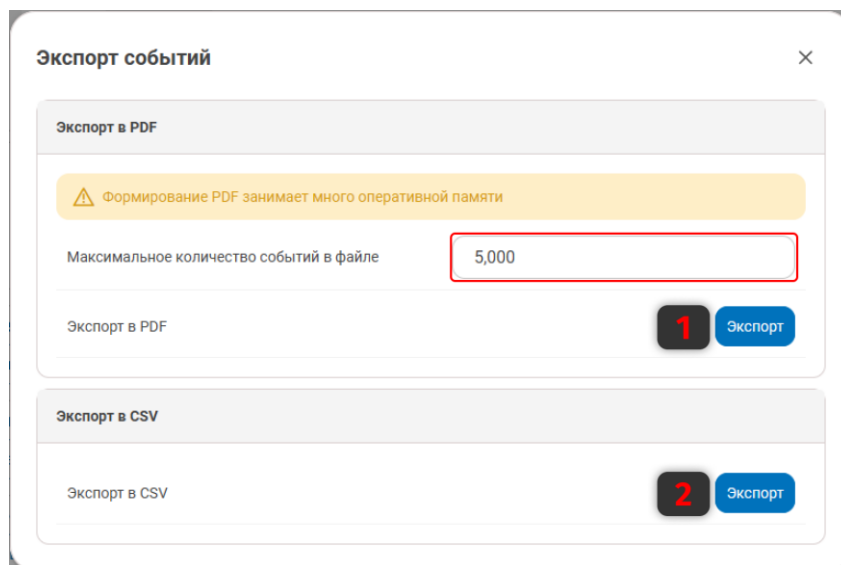 Экспорт событий
Экспорт в PDF
Формирование PDF занимает много оперативной памяти
Максимальное количество событий в файле 5,000
Экспорт в PDF 1 Экспорт
Экспорт в CSV
Экспорт в CSV 2 Экспорт